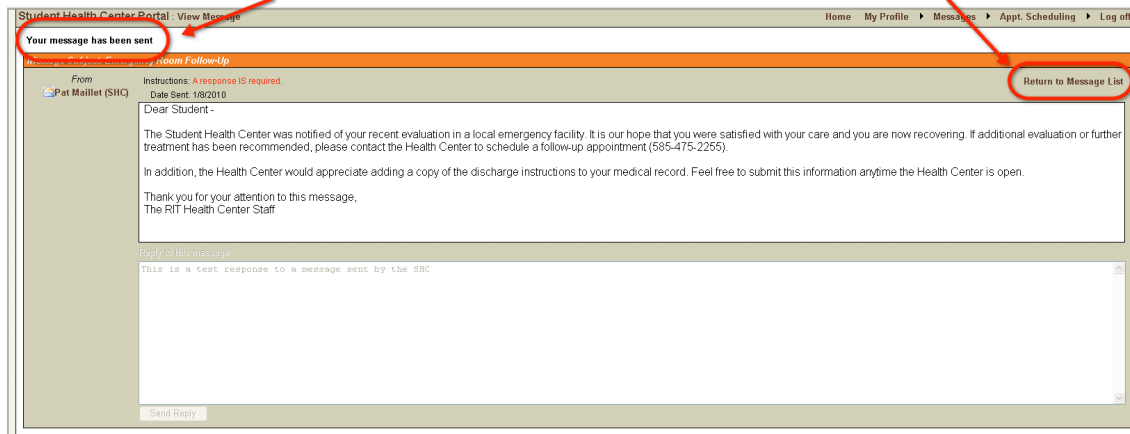 Student Health Center Portal : View Message
Home My Profile Messages Appt. Scheduling Log off
Your message has been sent
Message Subject: Emergency Room Follow-Up
From
Pat Maillet (SHC)
Instructions: A response IS required.
Date Sent: 1/8/2010
Return to Message List
Dear Student -
The Student Health Center was notified of your recent evaluation in a local emergency facility. It is our hope that you were satisfied with your care and you are now recovering. If additional evaluation or further
treatment has been recommended, please contact the Health Center to schedule a follow-up appointment (585-475-2255).
In addition, the Health Center would appreciate adding a copy of the discharge instructions to your medical record. Feel free to submit this information anytime the Health Center is open.
Thank you for your attention to this message,
The RIT Health Center Staff
Reply to this message
This is a test response to a message sent by the SHC
Send Reply